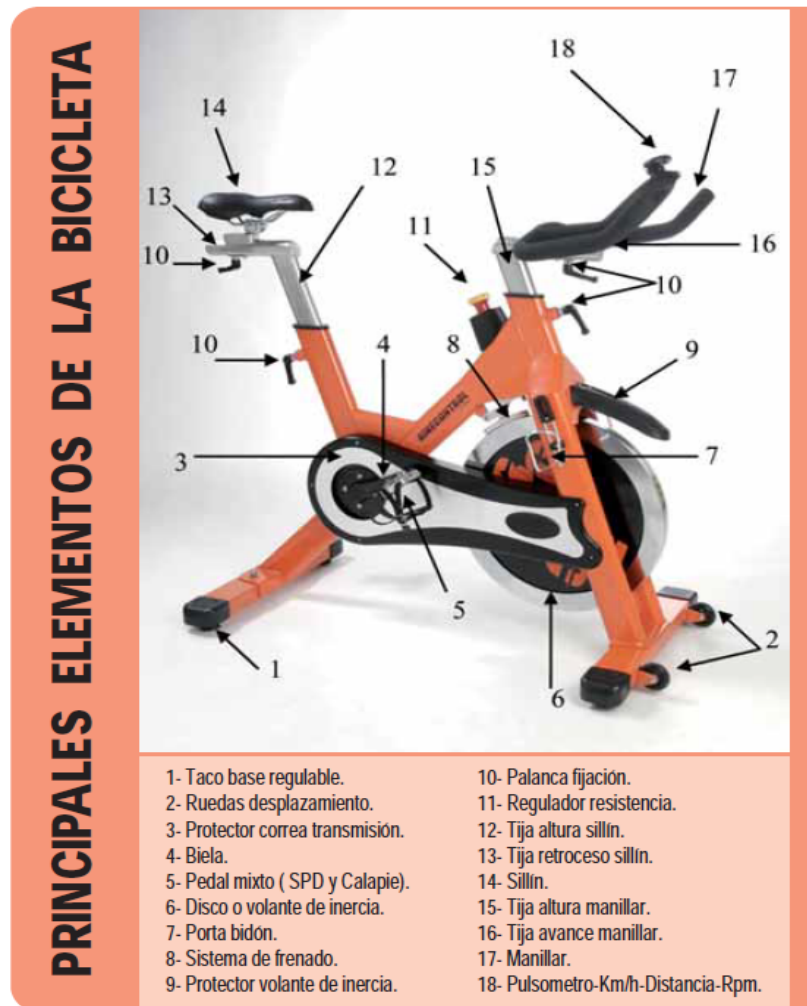 PRINCIPALES ELEMENTOS DE LA BICICLETA
18
17
14
12
15
13
11
16
10
10
10
4
8
9
3
7
5
2
1
6
BIKECONTROL
1- Taco base regulable.
2- Ruedas desplazamiento.
3- Protector correa transmisión.
4- Biela.
5- Pedal mixto ( SPD y Calapie).
6- Disco o volante de inercia.
7- Porta bidón.
8- Sistema de frenado.
9- Protector volante de inercia.
10- Palanca fijación.
11- Regulador resistencia.
12- Tija altura sillín.
13- Tija retroceso sillín.
14- Sillín.
15- Tija altura manillar.
16- Tija avance manillar.
17- Manillar.
18- Pulsometro-Km/h-Distancia-Rpm.